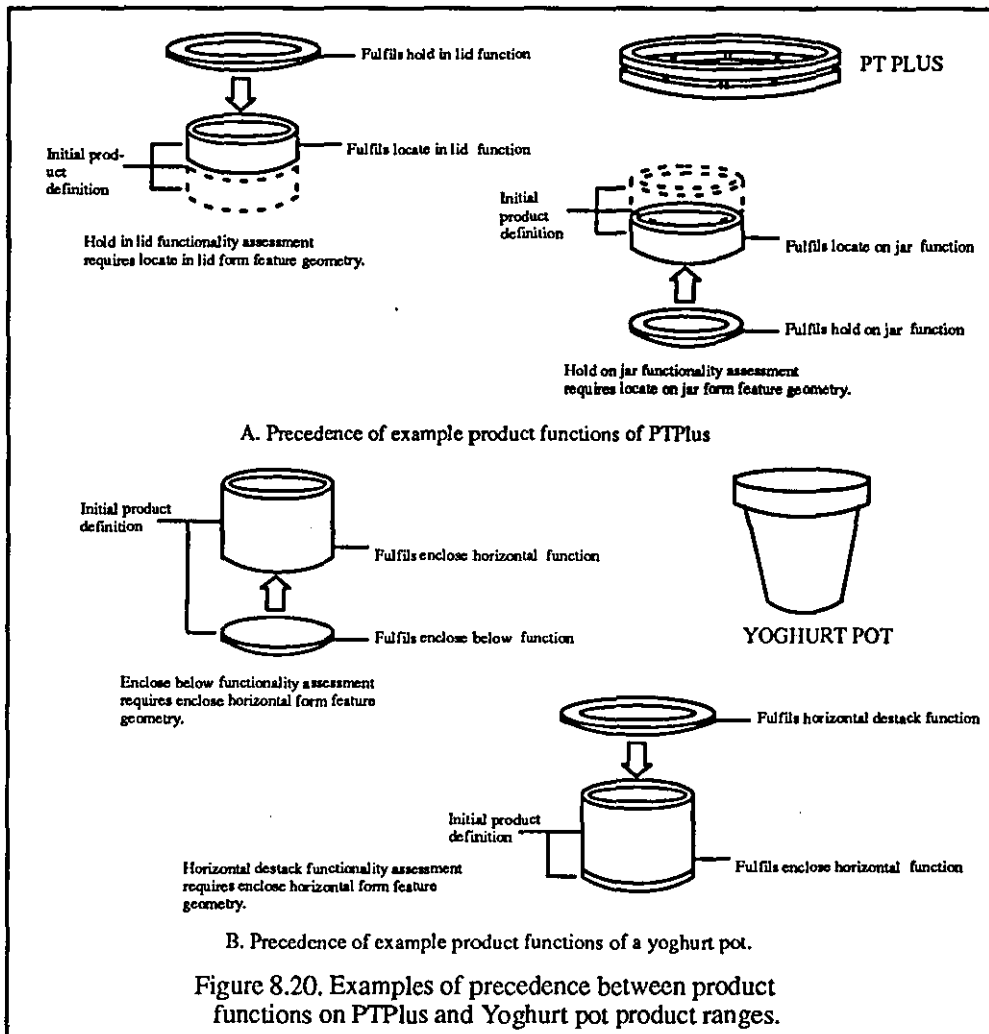 Fulfils hold in lid function
PT PLUS
Initial prod-
uct
definition
Fulfils locate in lid function
Hold in lid functionality assessment
requires locate in lid form feature geometry.
Initial
product
definition
Fulfils locate on jar function
Fulfils hold on jar function
Hold on jar functionality assessment
requires locate on jar form feature geometry.
A. Precedence of example product functions of PTPlus
Initial product
definition
Fulfils enclose horizontal function
Fulfils enclose below function
YOGHURT POT
Enclose below functionality assessment
requires enclose horizontal form feature
geometry.
Fulfils horizontal destack function
Initial product
definition
Fulfils enclose horizontal function
Horizontal destack functionality assessment
requires enclose horizontal form feature
geometry.
B. Precedence of example product functions of a yoghurt pot.
Figure 8.20. Examples of precedence between product
functions on PTPlus and Yoghurt pot product ranges.